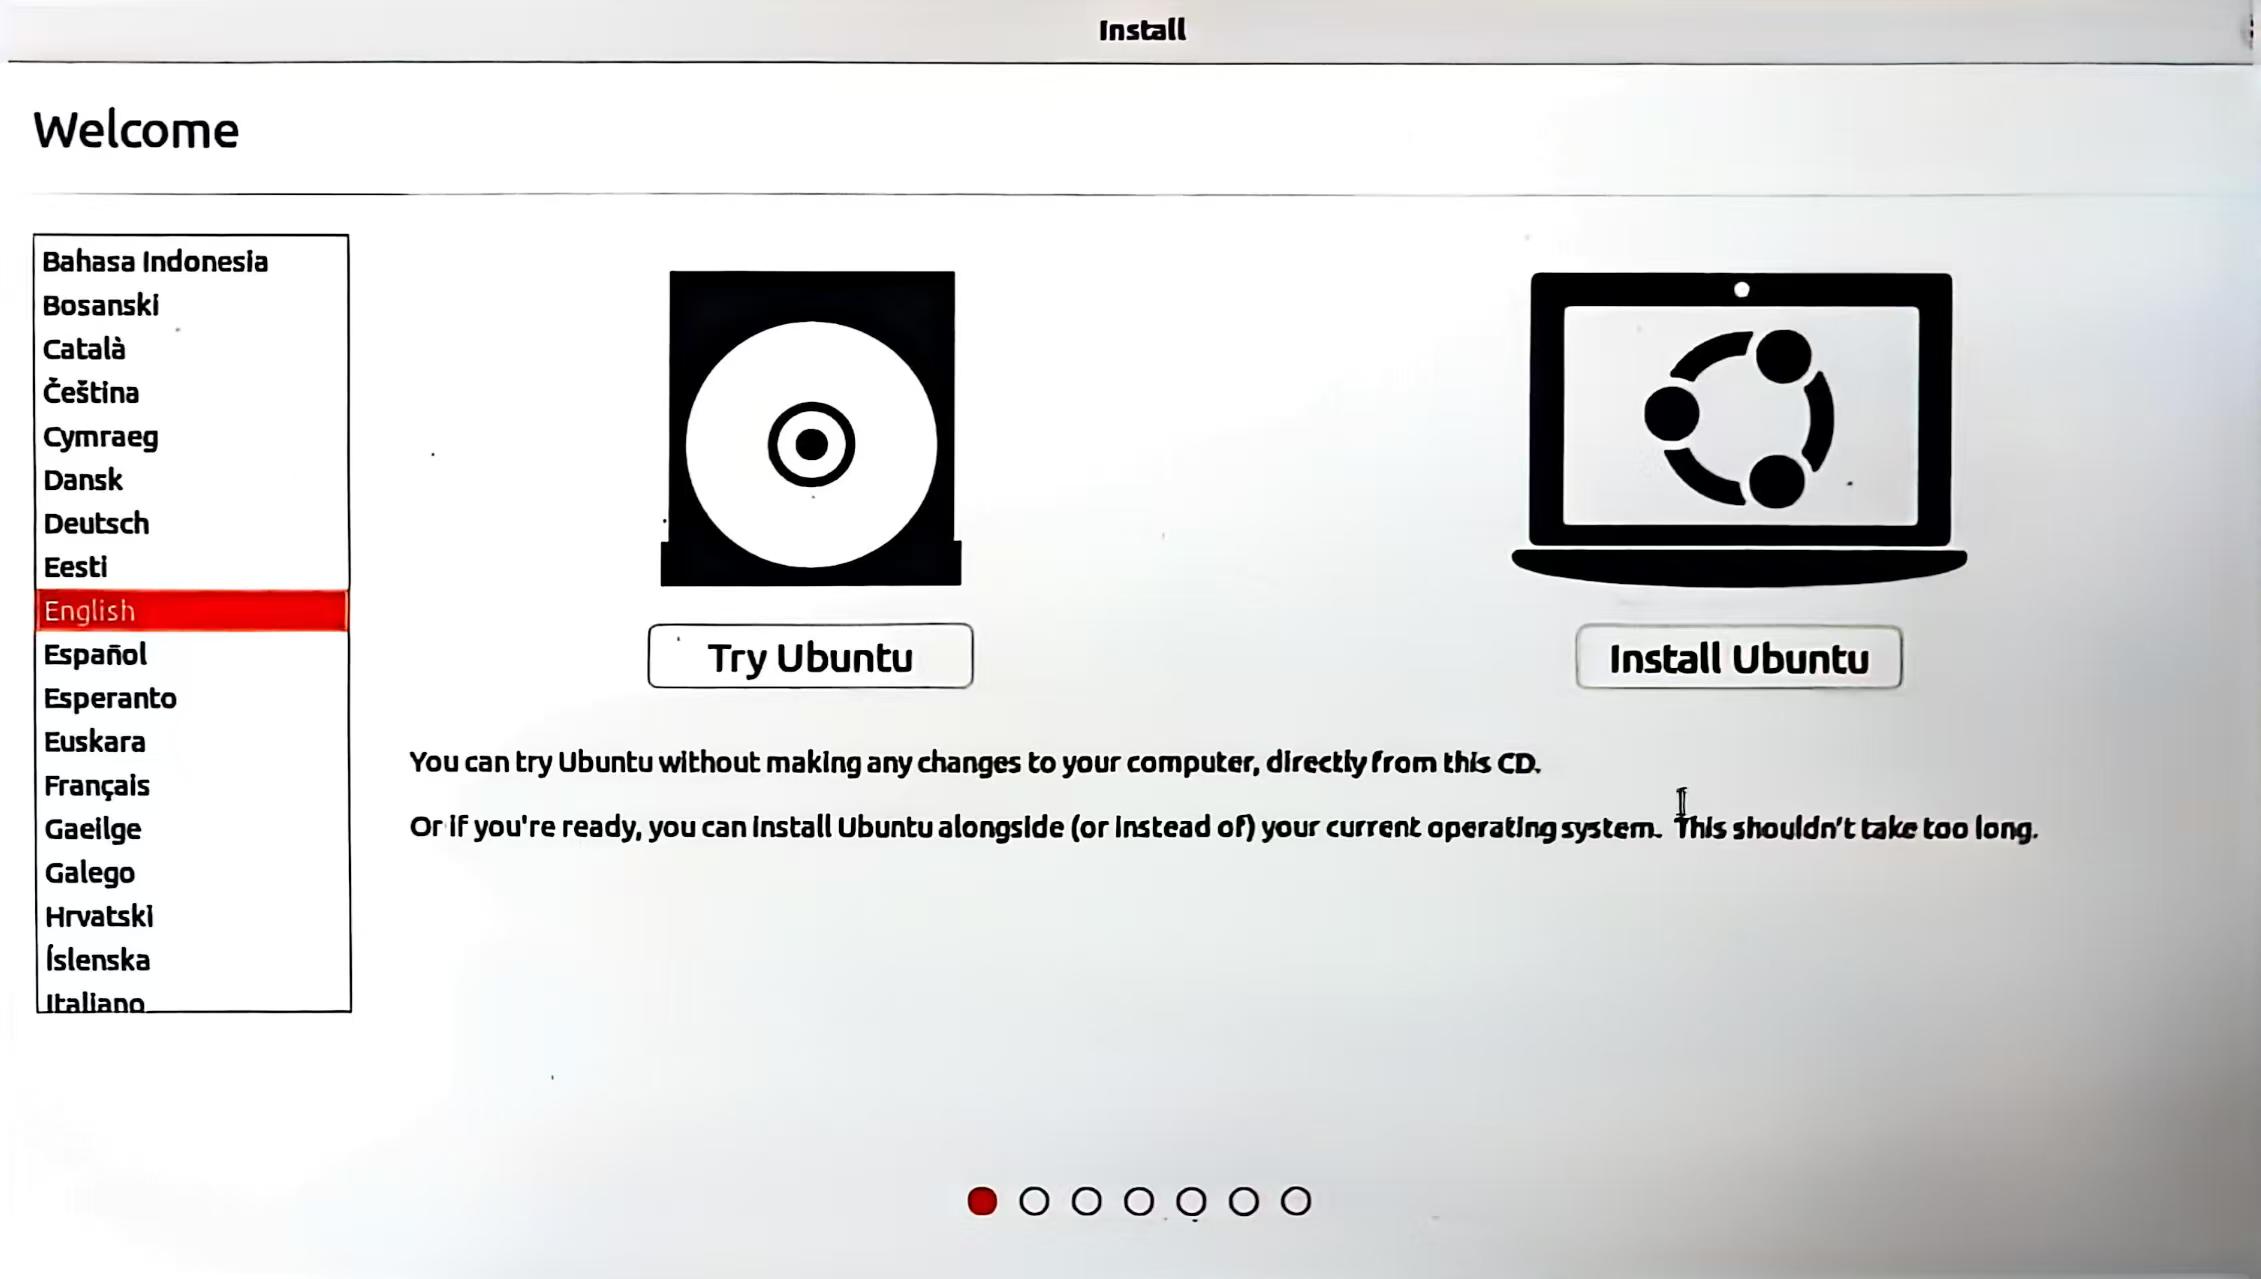 Install
Welcome
Bahasa Indonesia
Bosanski
Català
Čeština
Cymraeg
Dansk
Deutsch
Eesti
English
Español
Esperanto
Euskara
Français
Gaeilge
Galego
Hrvatski
Íslenska
Italiano
Try Ubuntu
Install Ubuntu
You can try Ubuntu without making any changes to your computer, directly from this CD.
Or if you're ready, you can install Ubuntu alongside (or instead of) your current operating system. This shouldn't take too long.